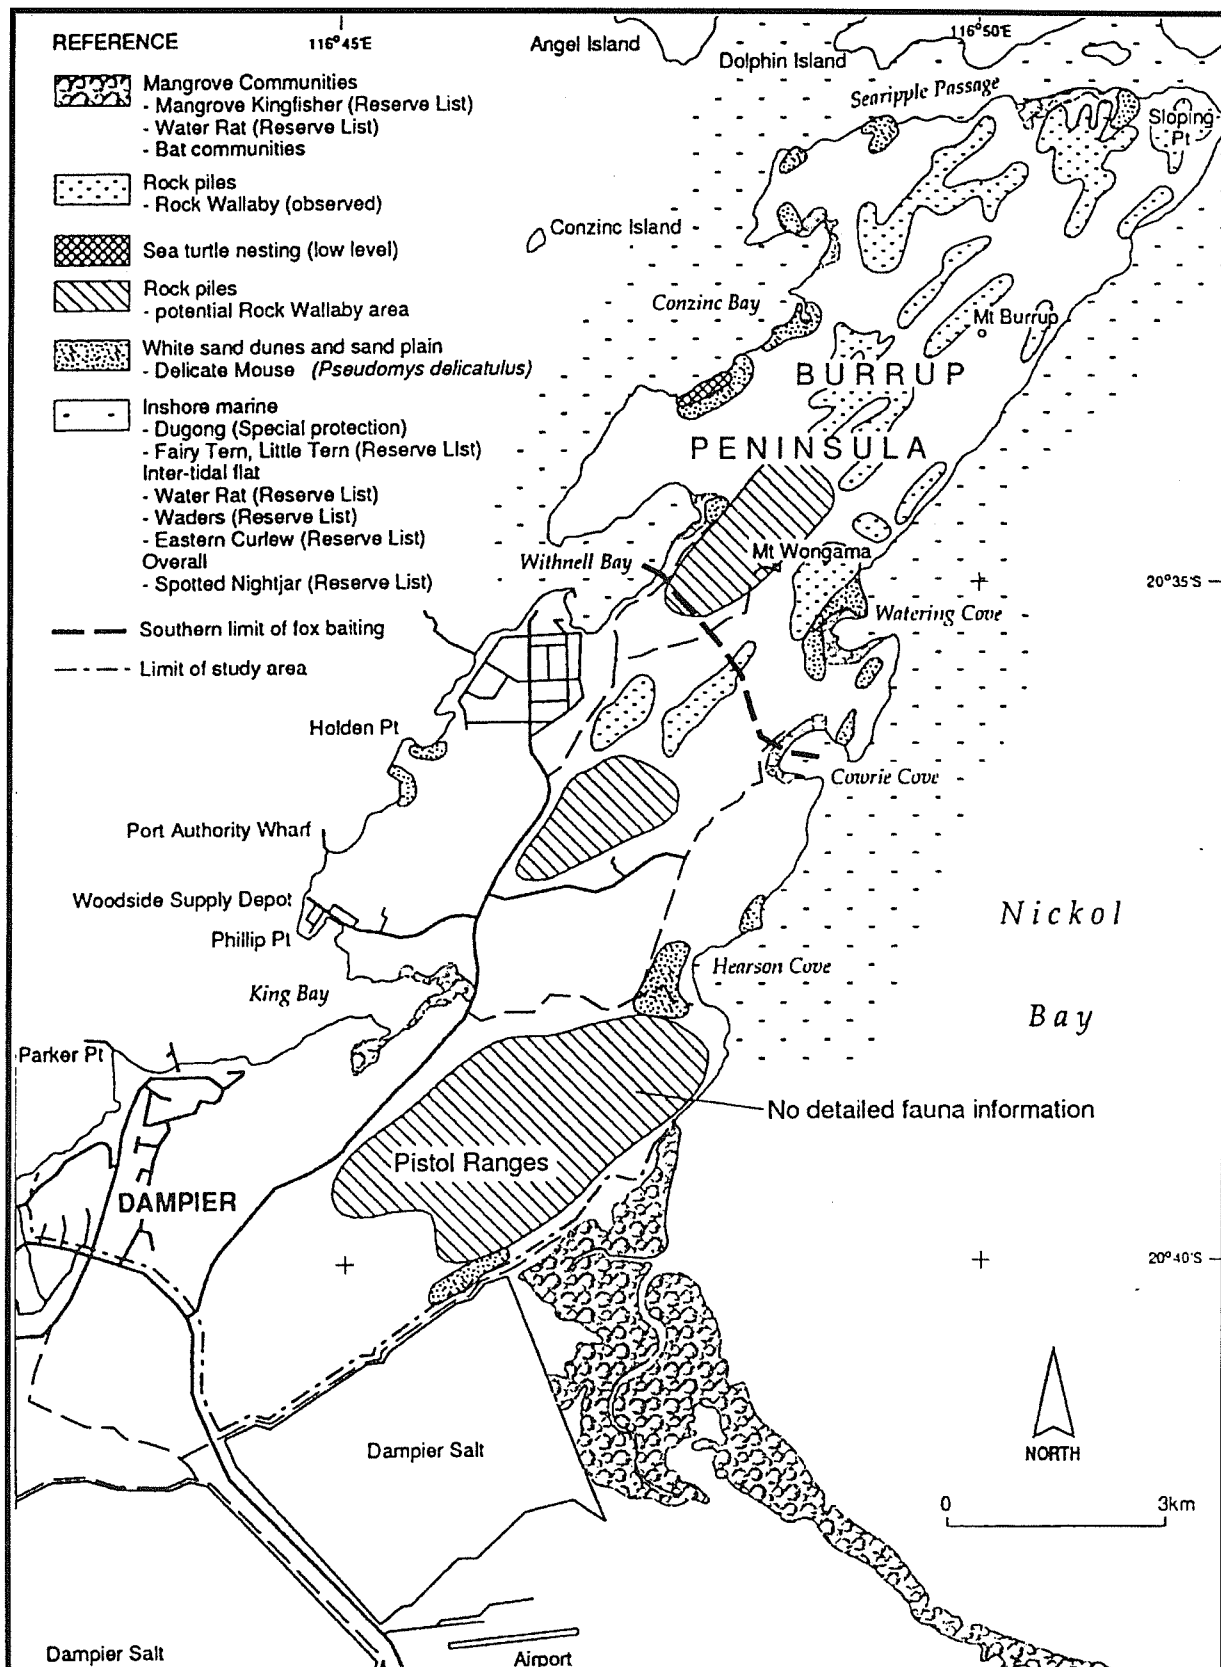 REFERENCE
Mangrove Communities
- Mangrove Kingfisher (Reserve List)
- Water Rat (Reserve List)
- Bat communities
Rock piles
- Rock Wallaby (observed)
Sea turtle nesting (low level)
Rock piles
- potential Rock Wallaby area
White sand dunes and sand plain
- Delicate Mouse (Pseudomys delicatulus)
Inshore marine
- Dugong (Special protection)
- Fairy Tern, Little Tern (Reserve List)
Inter-tidal flat
- Water Rat (Reserve List)
- Waders (Reserve List)
- Eastern Curlew (Reserve List)
Overall
- Spotted Nightjar (Reserve List)
Southern limit of fox baiting
Limit of study area
116°45'E
Angel Island
Dolphin Island
116°50'E
Searipple Passage
Sloping
Pt
Conzinc Island
Conzinc Bay
Mt Burrup
BURRUP
PENINSULA
Withnell Bay
Mt Wongama
20°35'S
Watering Cove
Holden Pt
Cowrie Cove
Port Authority Wharf
Woodside Supply Depot
Phillip Pt
Nickol
Bay
King Bay
Hearson Cove
Parker Pt
No detailed fauna information
Pistol Ranges
DAMPIER
20°40'S
Dampier Salt
NORTH
0 3km
Dampier Salt
Airport